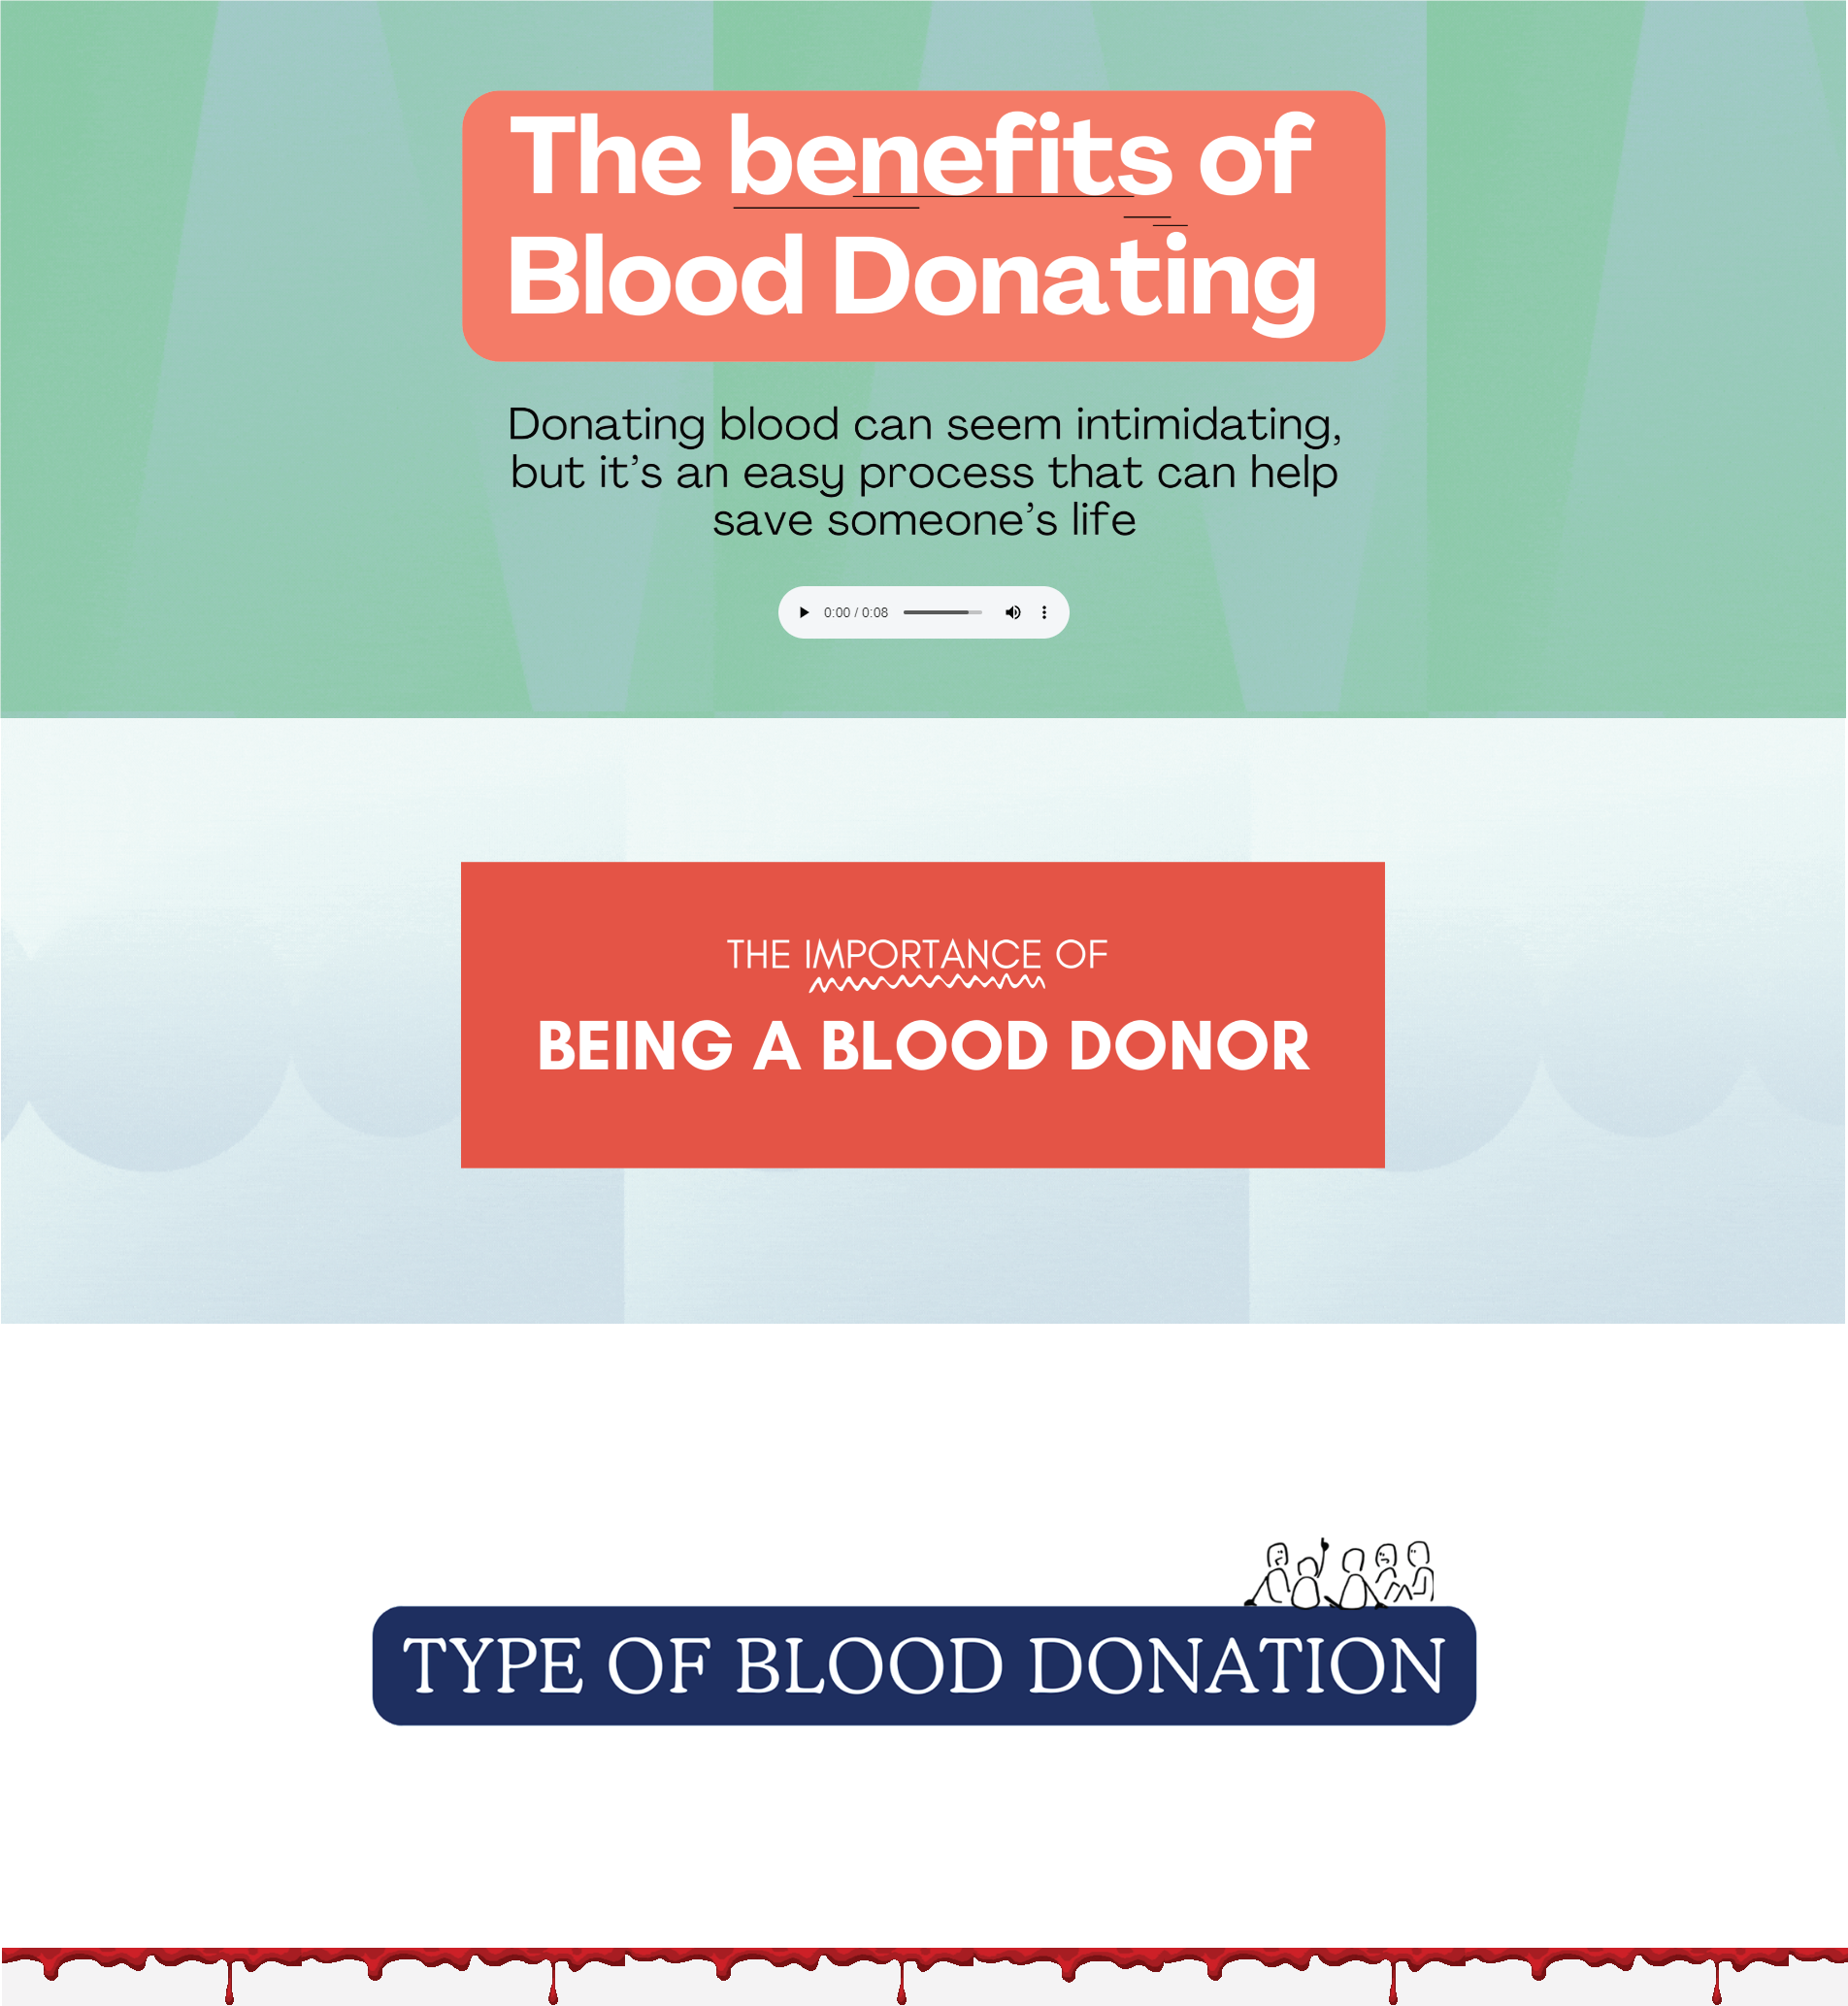 The benefits of
Blood Donating
Donating blood can seem intimidating,
but it’s an easy process that can help
save someone’s life
0:00 / 0:08
THE IMPORTANCE OF
BEING A BLOOD DONOR
TYPE OF BLOOD DONATION